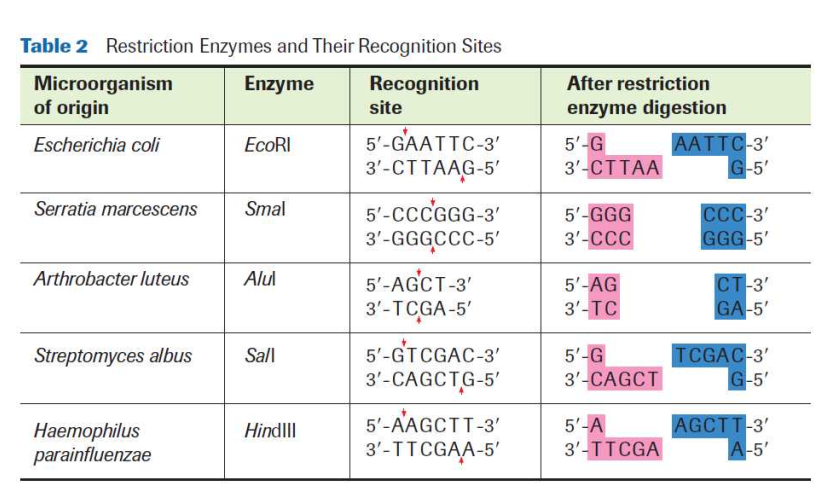 Table 2 Restriction Enzymes and Their Recognition Sites
Microorganism of origin Enzyme Recognition site After restriction enzyme digestion
Escherichia coli EcoRI 5′-GAATTC-3′ 5′-G AATTC-3′
3′-CTTAAG-5′ 3′-CTTAA G-5′
Serratia marcescens SmaI 5′-CCCGGG-3′ 5′-GGG CCC-3′
3′-GGGCCC-5′ 3′-CCC GGG-5′
Arthrobacter luteus AluI 5′-AGCT-3′ 5′-AG CT-3′
3′-TCGA-5′ 3′-TC GA-5′
Streptomyces albus SalI 5′-GTCGAC-3′ 5′-G TCGAC-3′
3′-CAGCTG-5′ 3′-CAGCT G-5′
Haemophilus parainfluenzae HindIII 5′-AAGCTT-3′ 5′-A AGCTT-3′
3′-TTCGAA-5′ 3′-TTCGA A-5′